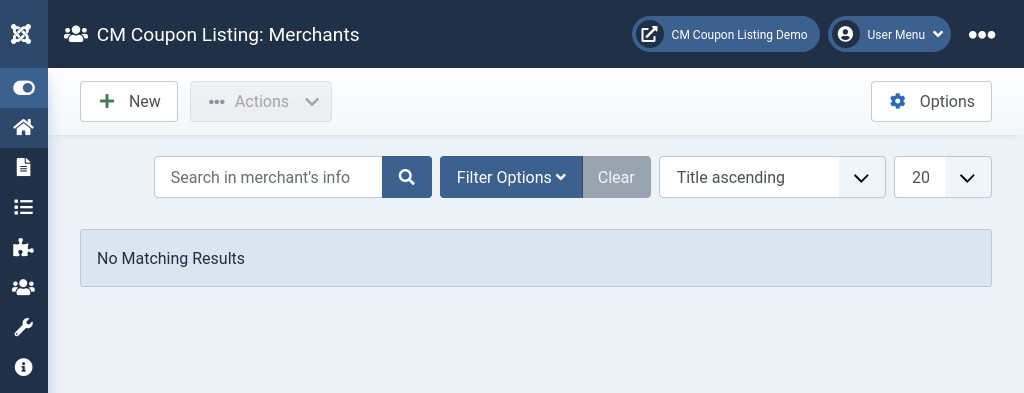 CM Coupon Listing: Merchants
CM Coupon Listing Demo
User Menu
New
Actions
Options
Search in merchant's info
Filter Options
Clear
Title ascending
20
No Matching Results